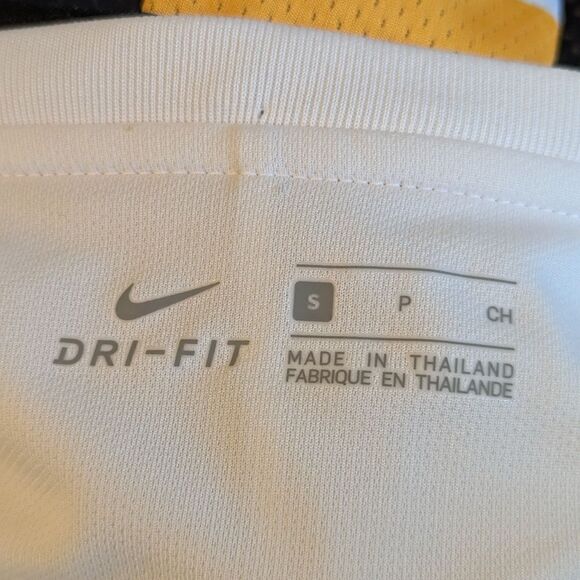 DRI-FIT
S P CH
MADE IN THAILAND
FABRIQUE EN THAILANDE